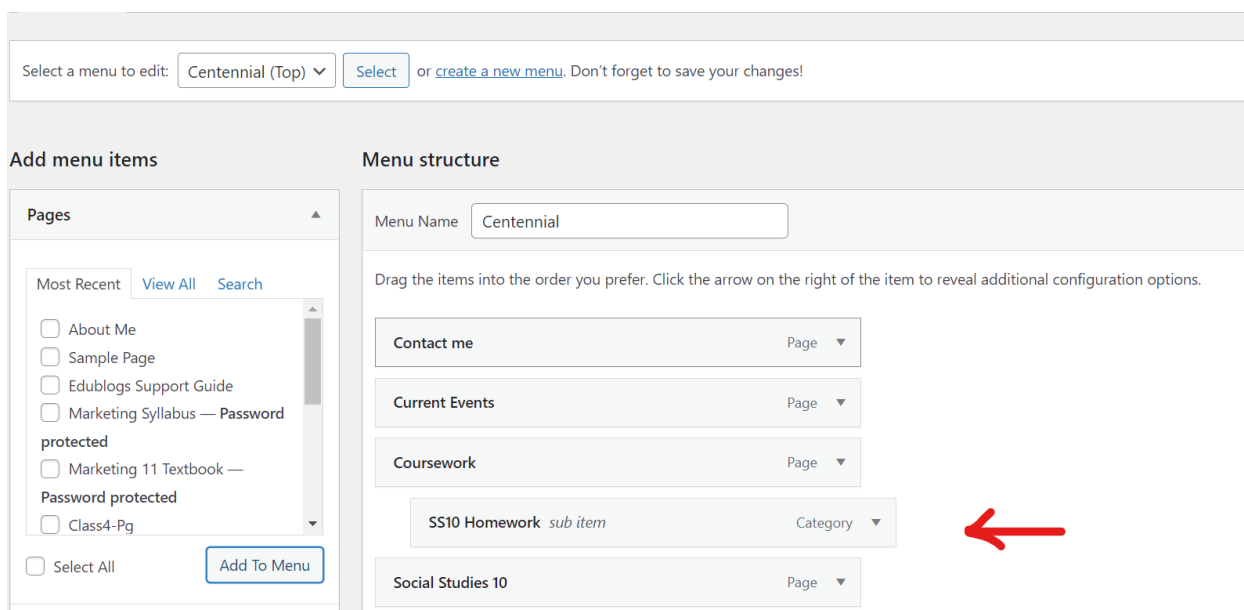 Select a menu to edit: Centennial (Top) Select or create a new menu. Don't forget to save your changes!
Add menu items
Pages
Most Recent View All Search
About Me
Sample Page
Edublogs Support Guide
Marketing Syllabus — Password
protected
Marketing 11 Textbook —
Password protected
Class4-Pg
Select All Add To Menu
Menu structure
Menu Name Centennial
Drag the items into the order you prefer. Click the arrow on the right of the item to reveal additional configuration options.
Contact me Page
Current Events Page
Coursework Page
SS10 Homework sub item Category
Social Studies 10 Page